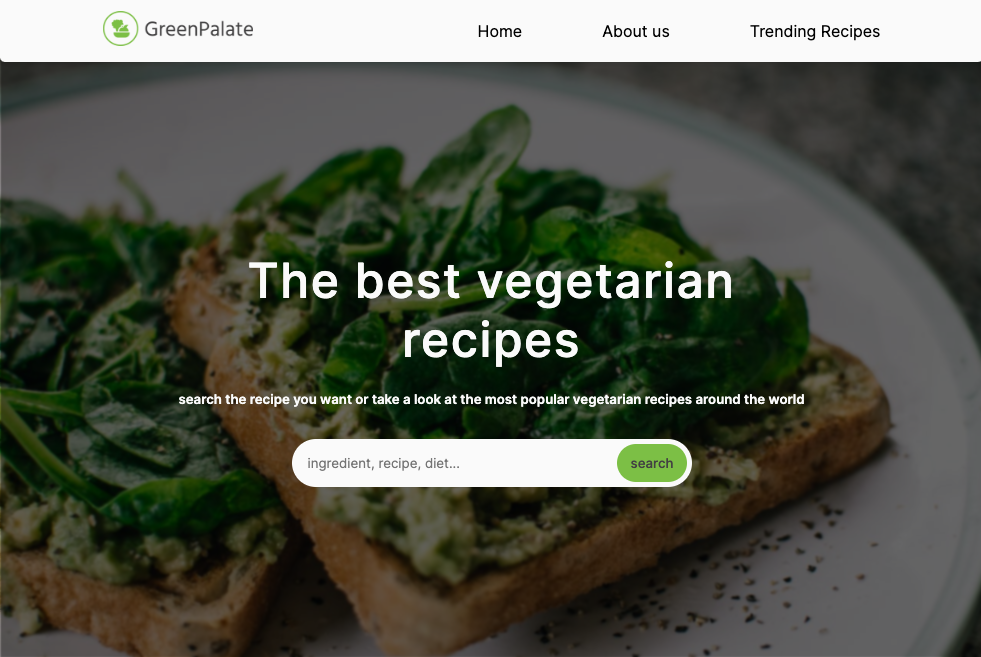 GreenPalate
Home
About us
Trending Recipes
The best vegetarian
recipes
search the recipe you want or take a look at the most popular vegetarian recipes around the world
ingredient, recipe, diet...
search